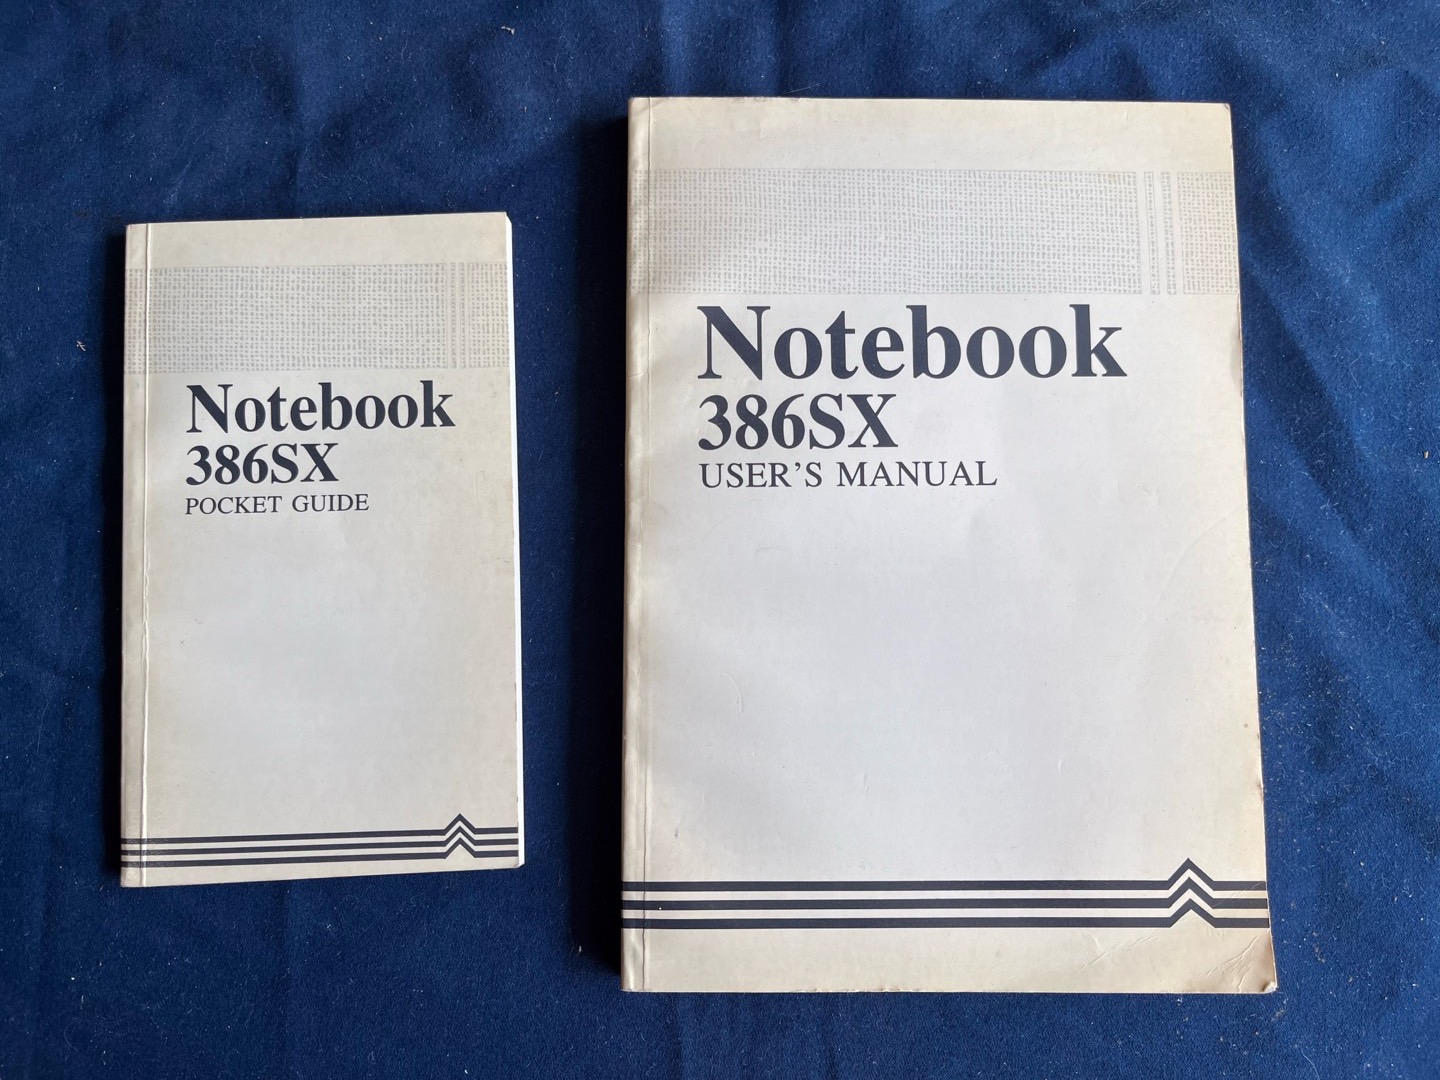 Notebook
386SX
POCKET GUIDE
Notebook
386SX
USER'S MANUAL